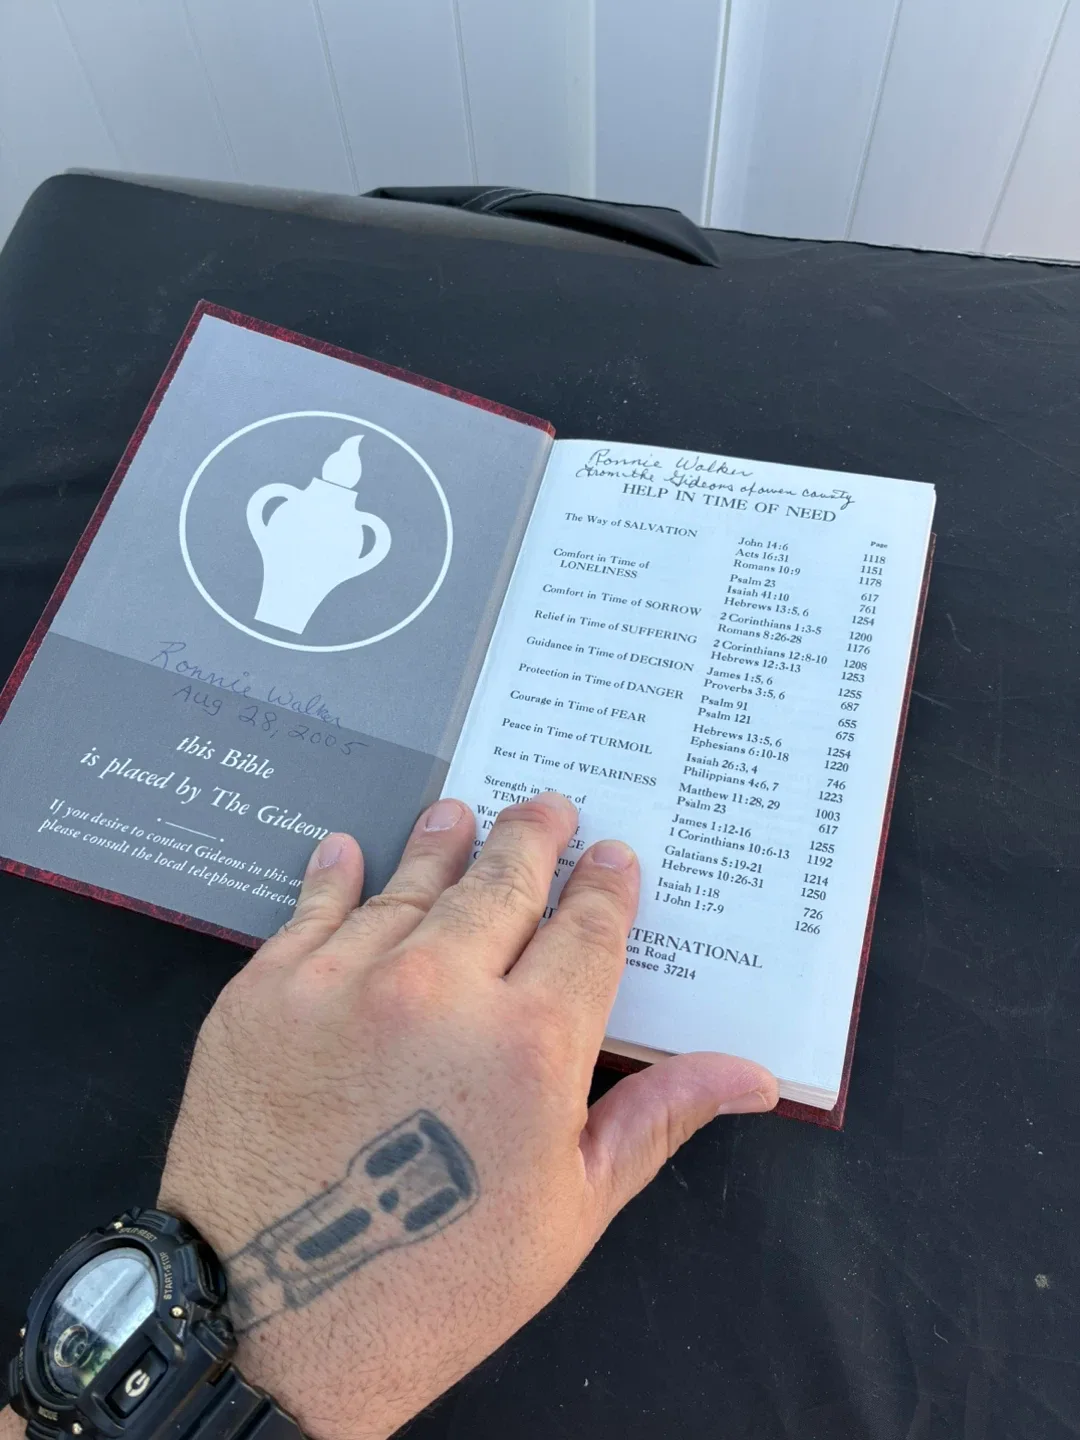 Ronnie Walker
Aug 28, 2005
this Bible
is placed by The Gideons
If you desire to contact Gideons in this
please consult the local telephone
Ronnie Walker
From the Gideons of owen county
HELP IN TIME OF NEED
Page
The Way of SALVATION John 14:6 1118
Acts 16:31 1151
Romans 10:9 1178
Comfort in Time of LONELINESS Psalm 23 617
Isaiah 41:10 761
Hebrews 13:5, 6 1254
Comfort in Time of SORROW 2 Corinthians 1:3-5 1200
Romans 8:26-28 1176
Relief in Time of SUFFERING 2 Corinthians 12:8-10 1208
Hebrews 12:3-13 1253
Guidance in Time of DECISION James 1:5, 6 1255
Proverbs 3:5, 6 687
Protection in Time of DANGER Psalm 91 655
Psalm 121 675
Courage in Time of FEAR Hebrews 13:5, 6 1254
Ephesians 6:10-18 1220
Peace in Time of TURMOIL Isaiah 26:3, 4 746
Philippians 4:6, 7 1223
Rest in Time of WEARINESS Matthew 11:28, 29 1003
Psalm 23 617
Strength in Time of James 1:12-16 1255
1 Corinthians 10:6-13 1192
Galatians 5:19-21 1214
Hebrews 10:26-31 1250
Isaiah 1:18 726
1 John 1:7-9 1266
TERNATIONAL
on Road
essee 37214
START-STOP
G